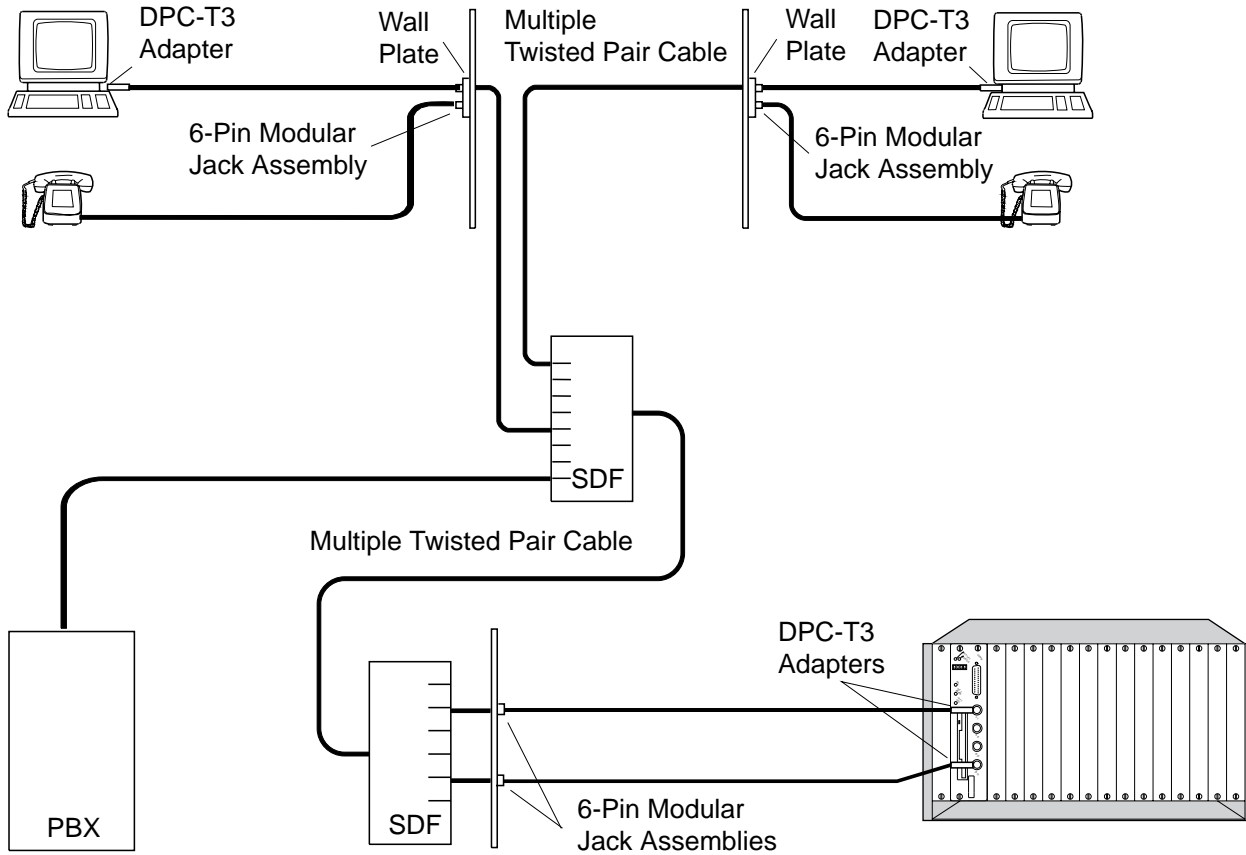 DPC-T3
Adapter
Wall
Plate
Multiple
Twisted Pair Cable
Wall
Plate
DPC-T3
Adapter
6-Pin Modular
Jack Assembly
6-Pin Modular
Jack Assembly
SDF
Multiple Twisted Pair Cable
DPC-T3
Adapters
PBX
SDF
6-Pin Modular
Jack Assemblies